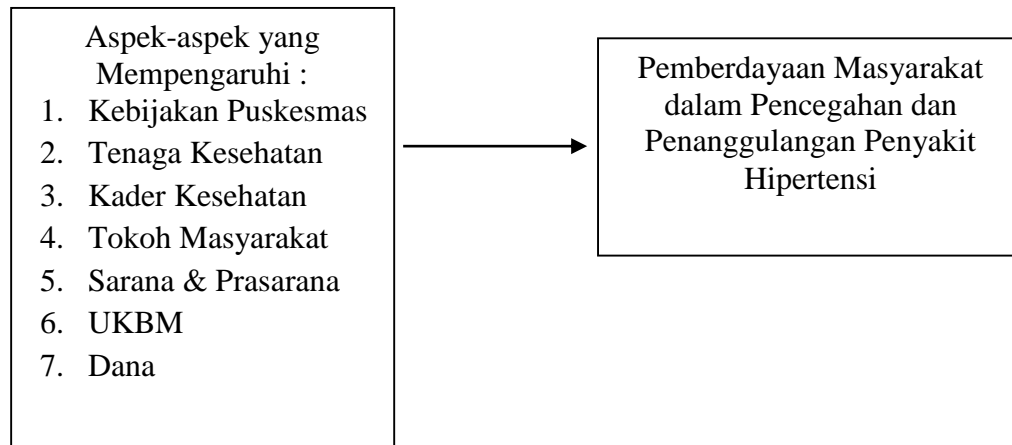 Aspek-aspek yang
Mempengaruhi :
1. Kebijakan Puskesmas
2. Tenaga Kesehatan
3. Kader Kesehatan
4. Tokoh Masyarakat
5. Sarana & Prasarana
6. UKBM
7. Dana
Pemberdayaan Masyarakat
dalam Pencegahan dan
Penanggulangan Penyakit
Hipertensi